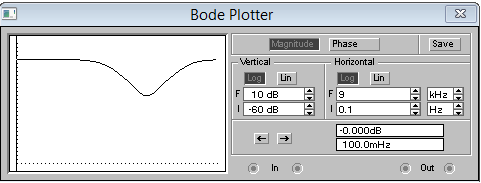 Bode Plotter
Magnitude Phase Save
Vertical Horizontal
Log Lin Log Lin
F 10 dB F 9 kHz
I -60 dB I 0.1 Hz
-0.000dB
100.0mHz
In Out